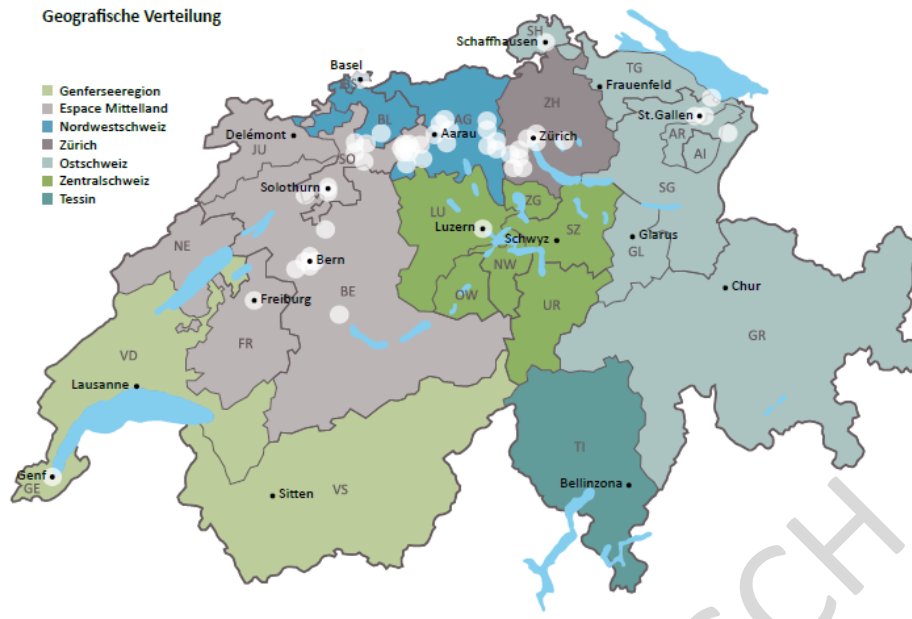 Geografische Verteilung
Genferseeregion
Espace Mittelland
Nordwestschweiz
Zürich
Ostschweiz
Zentralschweiz
Tessin
SH
Schaffhausen
Basel
TG
Frauenfeld
BL
AG
ZH
Aarau
Zürich
St.Gallen
Delémont
JU
SO
AR
AI
Solothurn
SG
LU
ZG
Luzern
SZ
Schwyz
Glarus
GL
NE
Bern
NW
BE
OW
UR
Chur
Freiburg
GR
FR
VD
Lausanne
TI
Genf
GE
Sitten
VS
Bellinzona
SCH